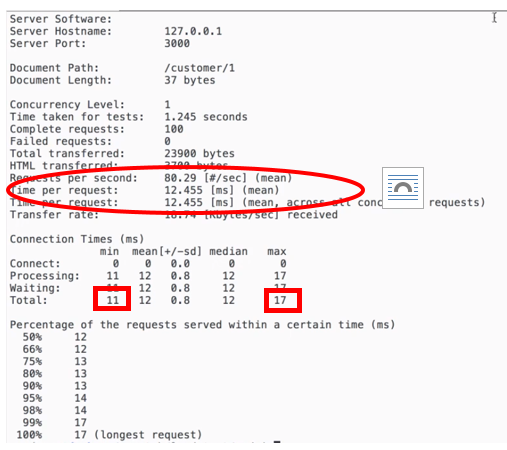 Server Software:
Server Hostname: 127.0.0.1
Server Port: 3000
Document Path: /customer/1
Document Length: 37 bytes
Concurrency Level: 1
Time taken for tests: 1.245 seconds
Complete requests: 100
Failed requests: 0
Total transferred: 23900 bytes
HTML transferred: 3700 bytes
Requests per second: 80.29 [#/sec] (mean)
Time per request: 12.455 [ms] (mean)
Time per request: 12.455 [ms] (mean, across all requests)
Transfer rate: 18.74 [Kbytes/sec] received
Connection Times (ms)
min mean[+/-sd] median max
Connect: 0 0 0.0 0 0
Processing: 11 12 0.8 12 17
Waiting: 11 12 0.8 12 17
Total: 11 12 0.8 12 17
Percentage of the requests served within a certain time (ms)
50% 12
66% 12
75% 13
80% 13
90% 13
95% 14
98% 14
99% 17
100% 17 (longest request)